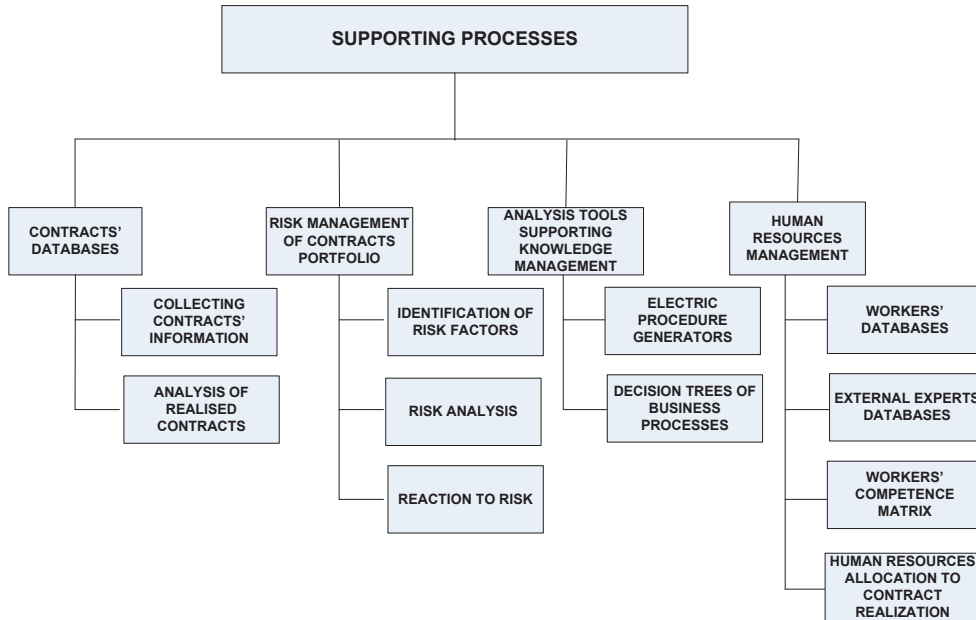 SUPPORTING PROCESSES
CONTRACTS'
DATABASES
COLLECTING
CONTRACTS'
INFORMATION
ANALYSIS OF
REALISED
CONTRACTS
RISK MANAGEMENT
OF CONTRACTS
PORTFOLIO
IDENTIFICATION OF
RISK FACTORS
RISK ANALYSIS
REACTION TO RISK
ANALYSIS TOOLS
SUPPORTING
KNOWLEDGE
MANAGEMENT
ELECTRIC
PROCEDURE
GENERATORS
DECISION TREES OF
BUSINESS
PROCESSES
HUMAN
RESOURCES
MANAGEMENT
WORKERS'
DATABASES
EXTERNAL EXPERTS
DATABASES
WORKERS'
COMPETENCE
MATRIX
HUMAN RESOURCES
ALLOCATION TO
CONTRACT
REALIZATION